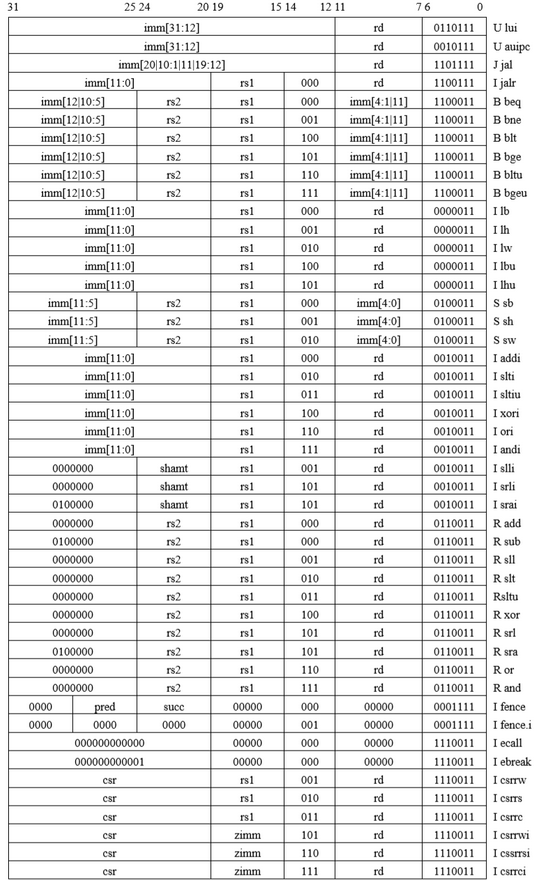 31 25 24 20 19 15 14 12 11 7 6 0
imm[31:12] rd 0110111 U lui
imm[31:12] rd 0010111 U auipc
imm[20|10:1|11|19:12] rd 1101111 J jal
imm[11:0] rs1 000 rd 1100111 I jalr
imm[12|10:5] rs2 rs1 000 imm[4:1|11] 1100011 B beq
imm[12|10:5] rs2 rs1 001 imm[4:1|11] 1100011 B bne
imm[12|10:5] rs2 rs1 100 imm[4:1|11] 1100011 B blt
imm[12|10:5] rs2 rs1 101 imm[4:1|11] 1100011 B bge
imm[12|10:5] rs2 rs1 110 imm[4:1|11] 1100011 B bltu
imm[12|10:5] rs2 rs1 111 imm[4:1|11] 1100011 B bgeu
imm[11:0] rs1 000 rd 0000011 I lb
imm[11:0] rs1 001 rd 0000011 I lh
imm[11:0] rs1 010 rd 0000011 I lw
imm[11:0] rs1 100 rd 0000011 I lbu
imm[11:0] rs1 101 rd 0000011 I lhu
imm[11:5] rs2 rs1 000 imm[4:0] 0100011 S sb
imm[11:5] rs2 rs1 001 imm[4:0] 0100011 S sh
imm[11:5] rs2 rs1 010 imm[4:0] 0100011 S sw
imm[11:0] rs1 000 rd 0010011 I addi
imm[11:0] rs1 010 rd 0010011 I slti
imm[11:0] rs1 011 rd 0010011 I sltiu
imm[11:0] rs1 100 rd 0010011 I xori
imm[11:0] rs1 110 rd 0010011 I ori
imm[11:0] rs1 111 rd 0010011 I andi
0000000 shamt rs1 001 rd 0010011 I slli
0000000 shamt rs1 101 rd 0010011 I srli
0100000 shamt rs1 101 rd 0010011 I srai
0000000 rs2 rs1 000 rd 0110011 R add
0100000 rs2 rs1 000 rd 0110011 R sub
0000000 rs2 rs1 001 rd 0110011 R sll
0000000 rs2 rs1 010 rd 0110011 R slt
0000000 rs2 rs1 011 rd 0110011 Rsltu
0000000 rs2 rs1 100 rd 0110011 R xor
0000000 rs2 rs1 101 rd 0110011 R srl
0100000 rs2 rs1 101 rd 0110011 R sra
0000000 rs2 rs1 110 rd 0110011 R or
0000000 rs2 rs1 111 rd 0110011 R and
0000 pred succ 00000 000 00000 0001111 I fence
0000 0000 0000 00000 001 00000 0001111 I fence.i
000000000000 00000 000 00000 1110011 I ecall
000000000001 00000 000 00000 1110011 I ebreak
csr rs1 001 rd 1110011 I csrrw
csr rs1 010 rd 1110011 I csrrs
csr rs1 011 rd 1110011 I csrrc
csr zimm 101 rd 1110011 I csrrwi
csr zimm 110 rd 1110011 I cssrrsi
csr zimm 111 rd 1110011 I csrrci